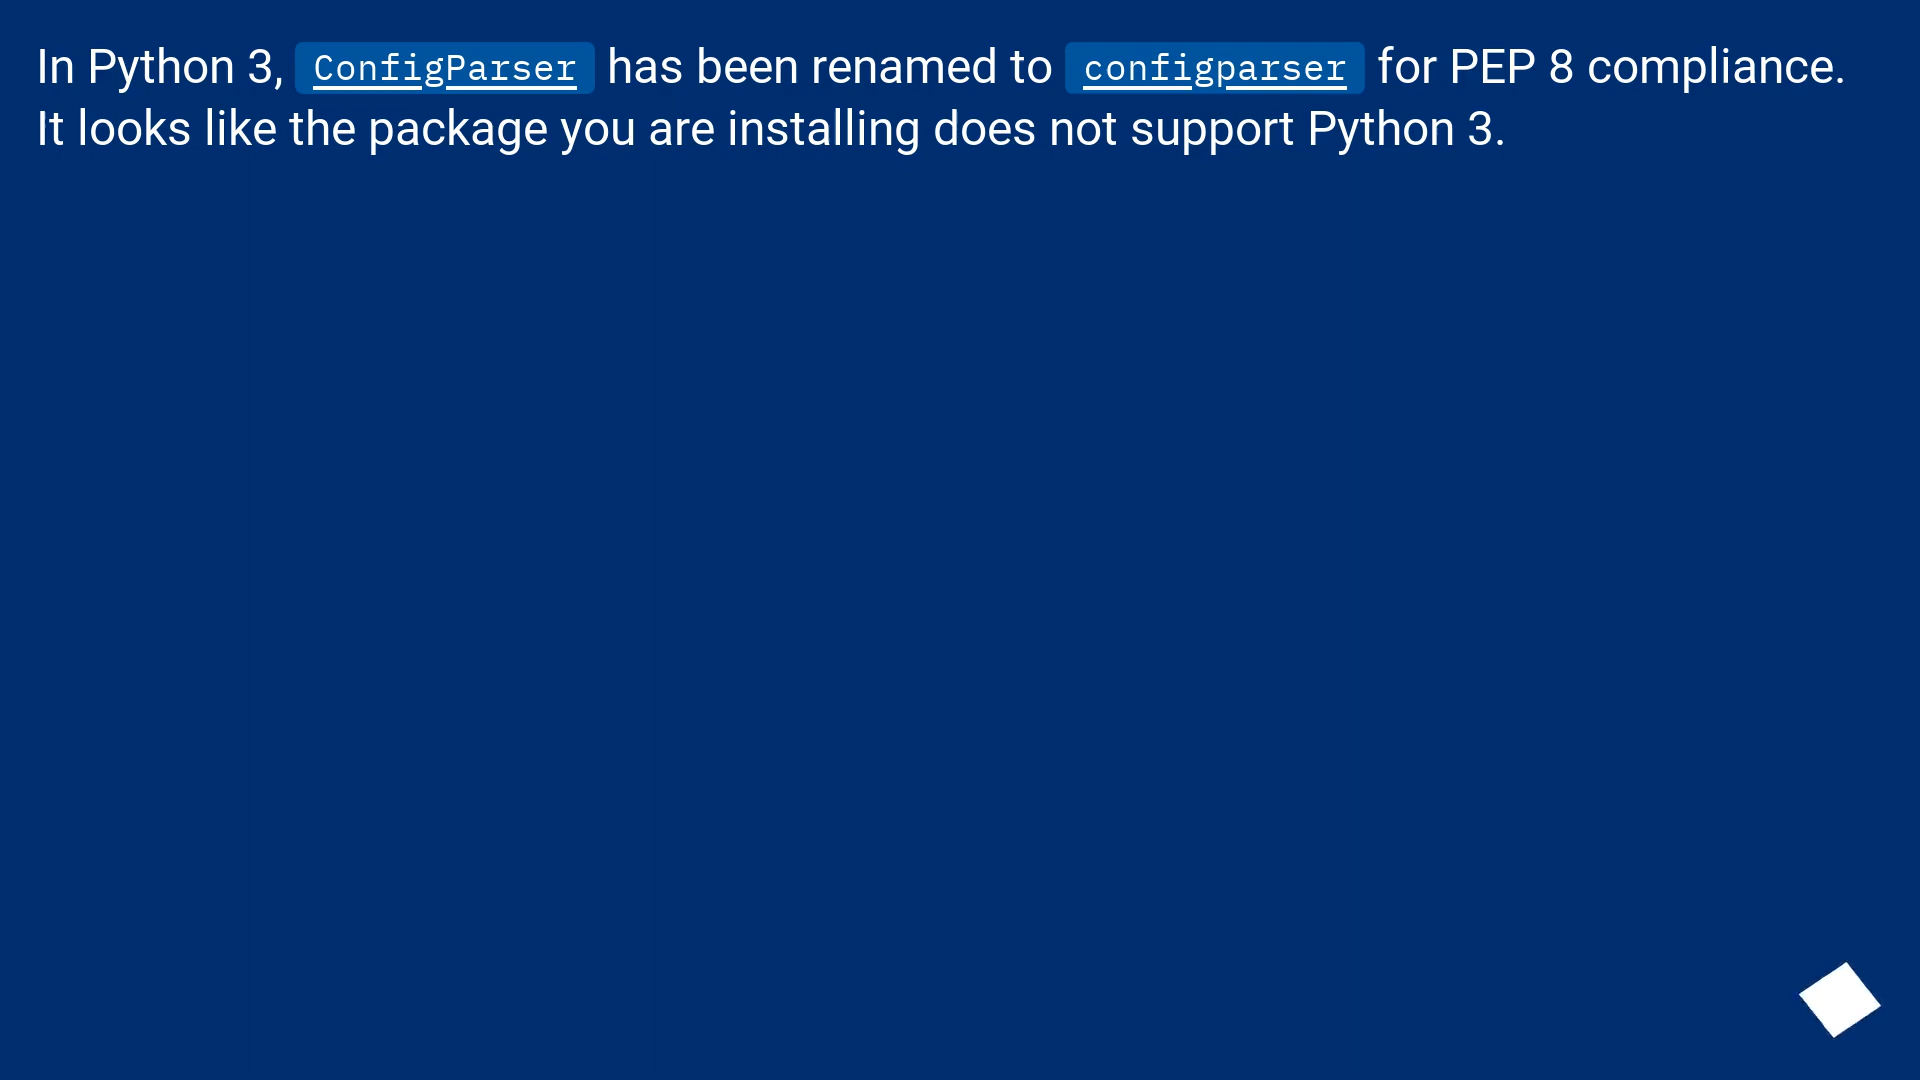 In Python 3, ConfigParser has been renamed to configparser for PEP 8 compliance.
It looks like the package you are installing does not support Python 3.